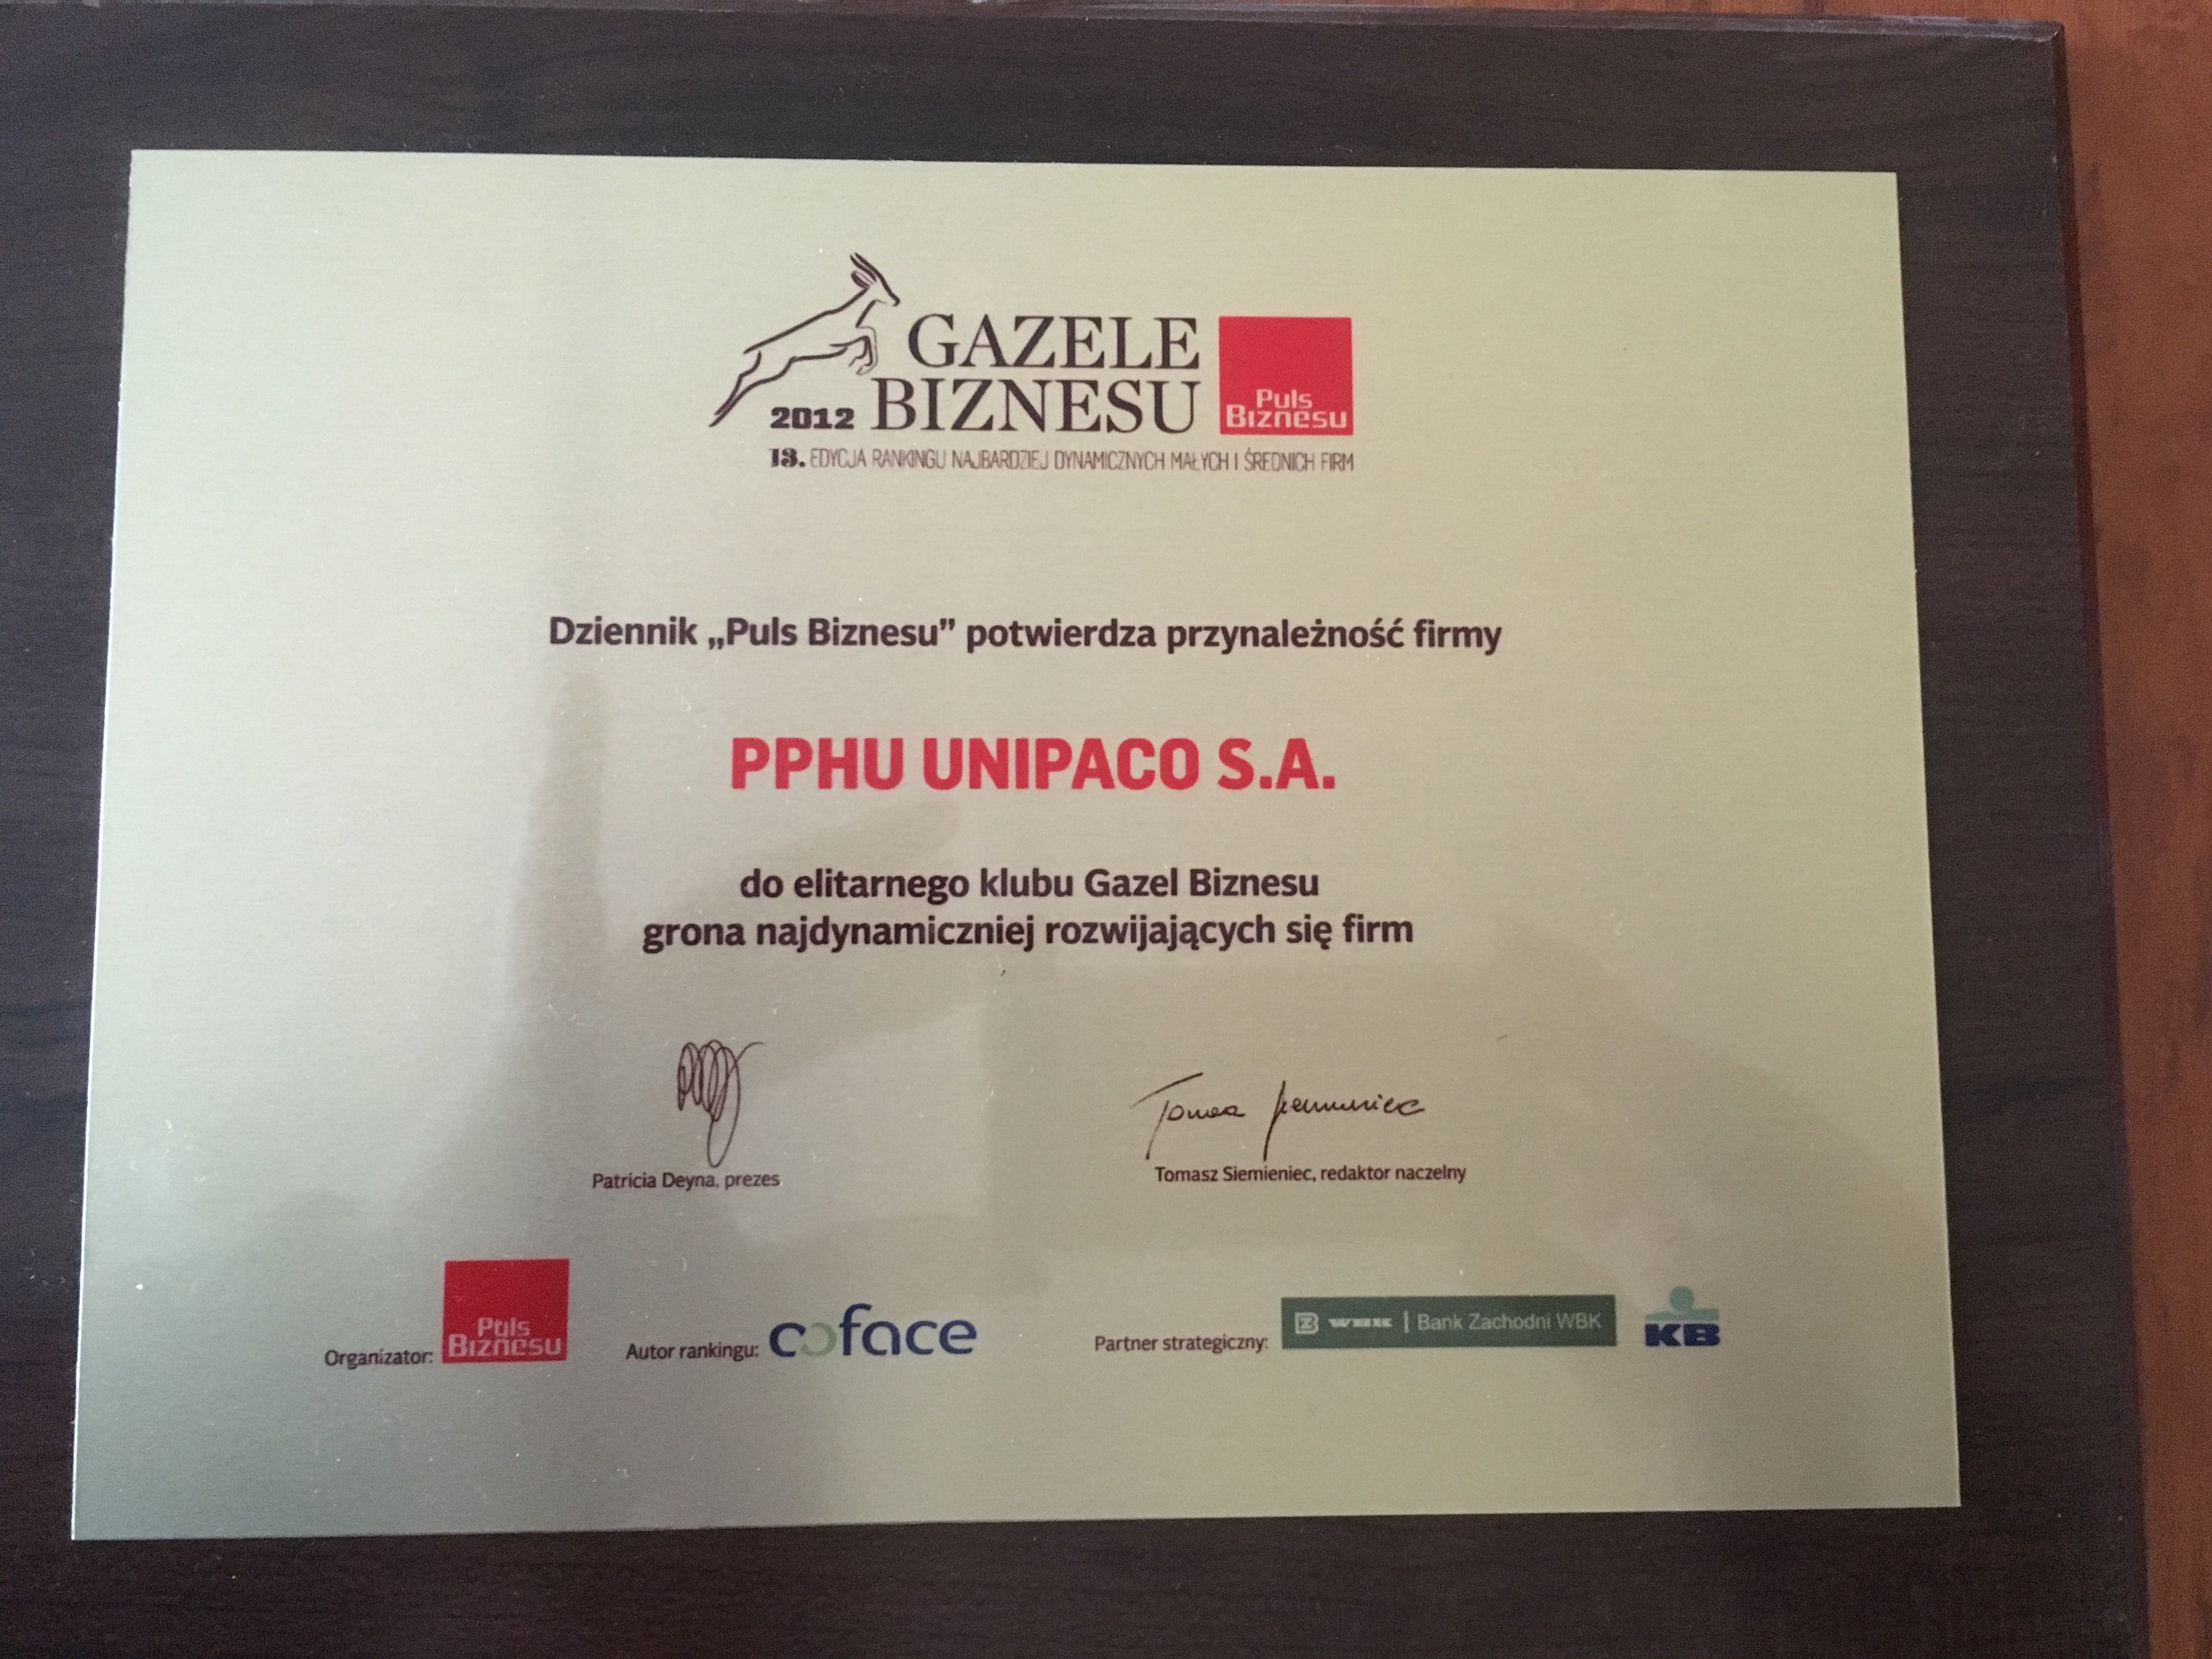 GAZELE
2012 BIZNESU
Puls
Biznesu
13. EDYCJA RANKINGU NAJBARDZIEJ DYNAMICZNYCH MAŁYCH I ŚREDNICH FIRM
Dziennik „Puls Biznesu” potwierdza przynależność firmy
PPHU UNIPACO S.A.
do elitarnego klubu Gazel Biznesu
grona najdynamiczniej rozwijających się firm
Patricia Deyna, prezes
Tomasz Siemieniec, redaktor naczelny
Organizator: Puls Biznesu
Autor rankingu: coface
Partner strategiczny: WBK | Bank Zachodni WBK KB